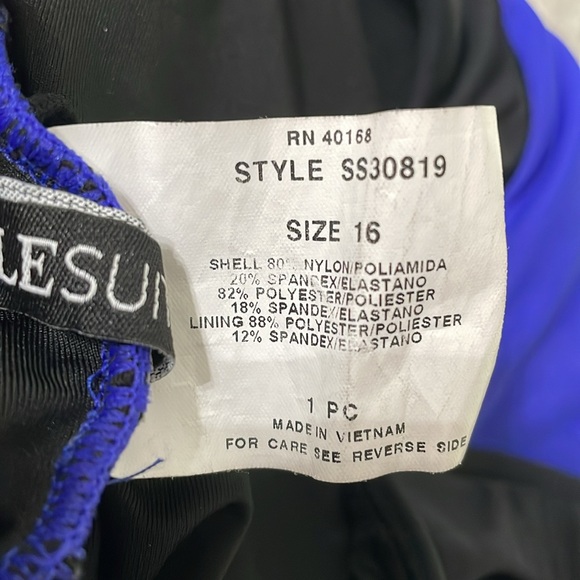 RN 40168
STYLE SS30819
SIZE 16
SHELL 80% NYLON/POLIAMIDA
20% SPANDEX/ELASTANO
82% POLYESTER/POLIESTER
18% SPANDEX/ELASTANO
LINING 88% POLYESTER/POLIESTER
12% SPANDEX/ELASTANO
1 PC
MADE IN VIETNAM
FOR CARE SEE REVERSE SIDE
LESUI